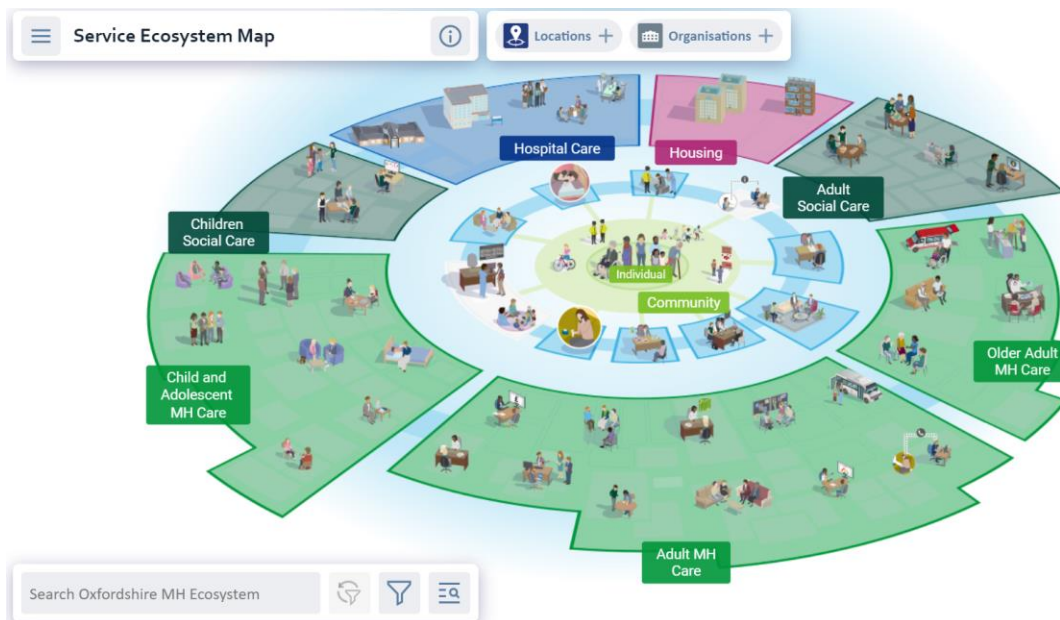 Service Ecosystem Map
Locations
Organisations
Hospital Care
Housing
Adult
Social Care
Children
Social Care
Individual
Community
Older Adult
MH Care
Child and
Adolescent
MH Care
Adult MH
Care
Search Oxfordshire MH Ecosystem